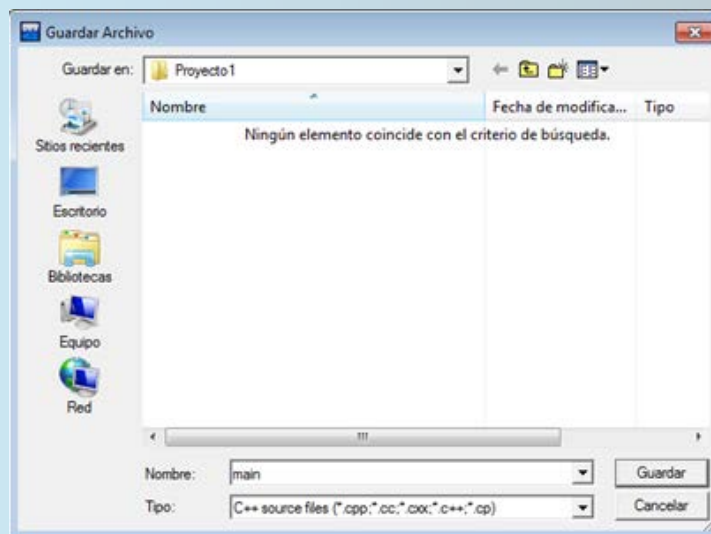 Guardar Archivo
Guardar en: Proyecto1
Nombre Fecha de modifica... Tipo
Ningún elemento coincide con el criterio de búsqueda.
Sitios recientes
Escritorio
Bibliotecas
Equipo
Red
Nombre: main Guardar
Tipo: C++ source files (*.cpp;*.cc;*.cxx;*.c++;*.cp) Cancelar